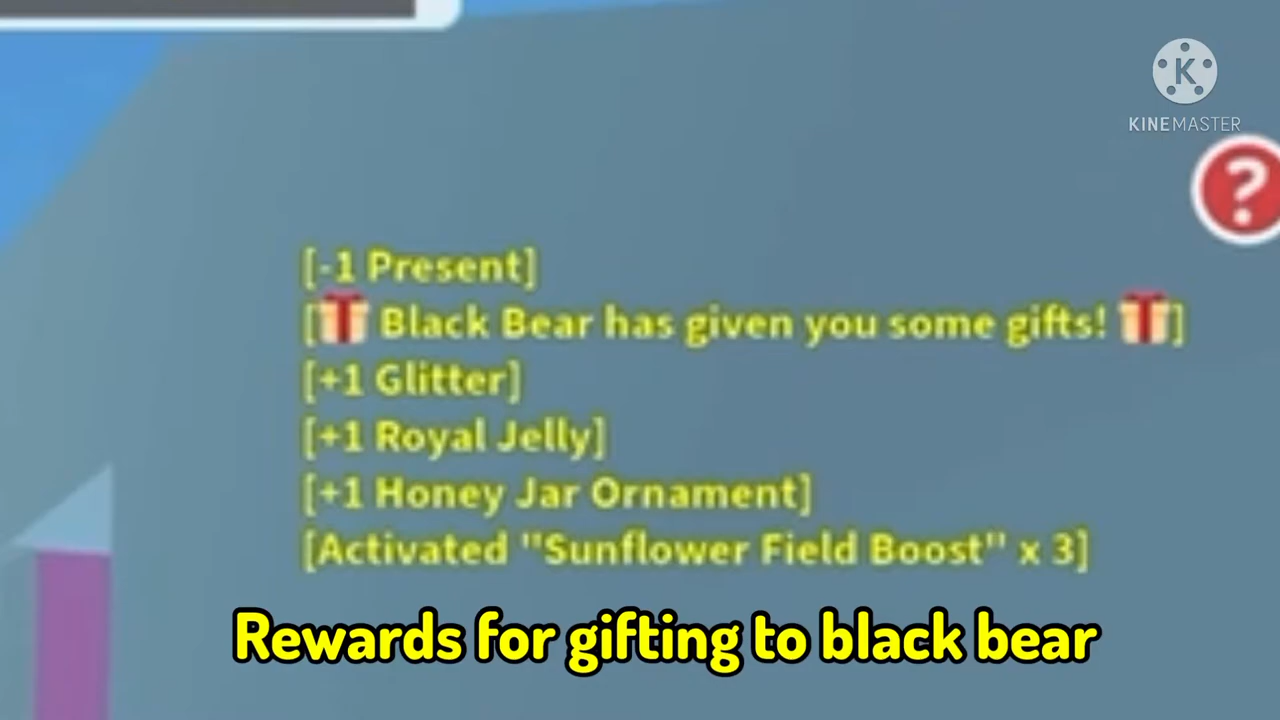 K
KINEMASTER
?
[-1 Present]
[🎁 Black Bear has given you some gifts! 🎁]
[+1 Glitter]
[+1 Royal Jelly]
[+1 Honey Jar Ornament]
[Activated "Sunflower Field Boost" x 3]
Rewards for gifting to black bear